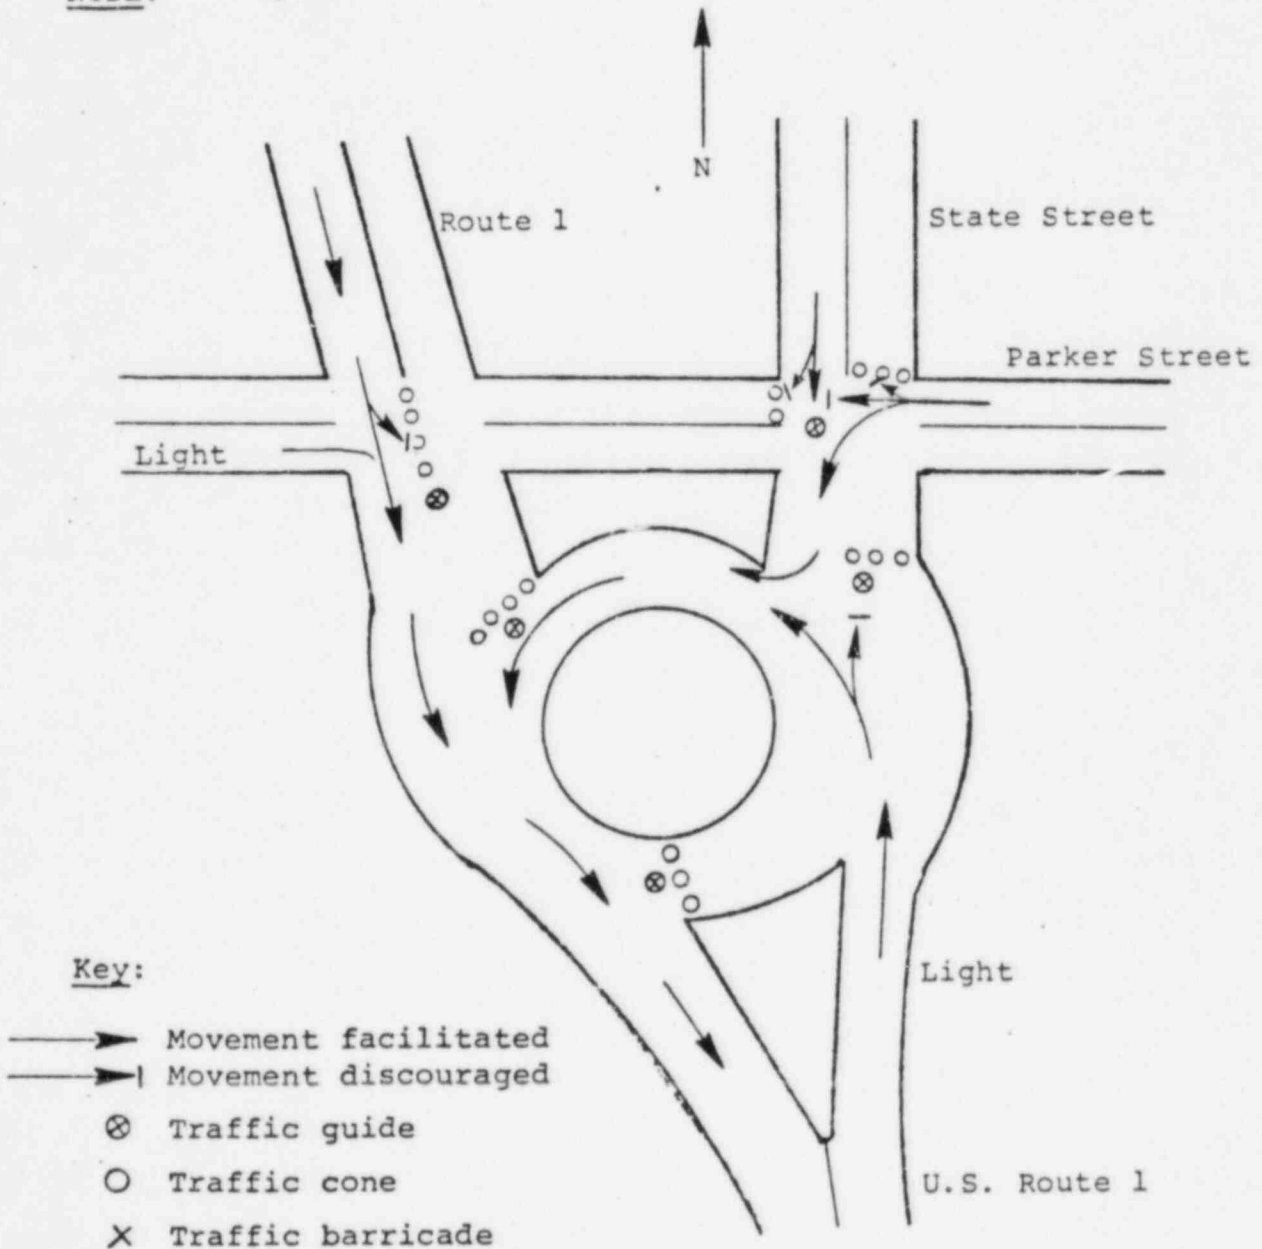 N
Route 1
State Street
Parker Street
Light
Light
Key:
Movement facilitated
Movement discouraged
Traffic guide
Traffic cone
Traffic barricade
U.S. Route 1